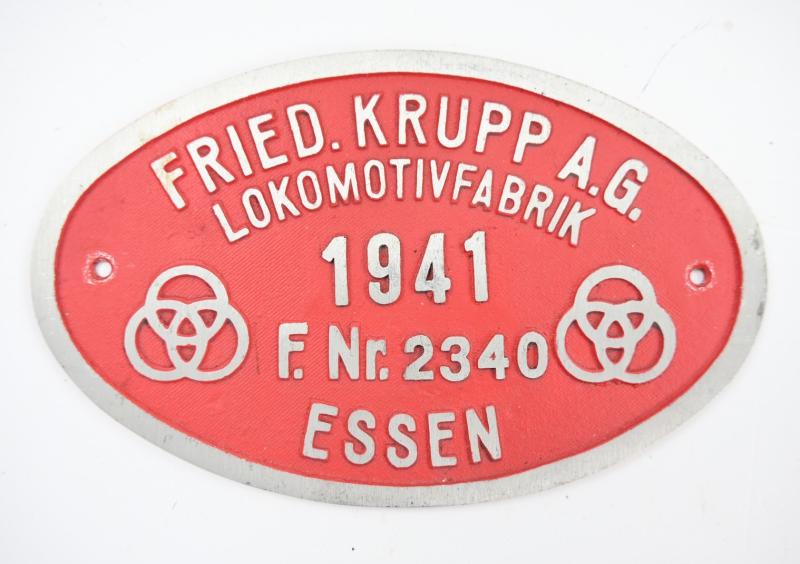 FRIED. KRUPP A.G.
LOKOMOTIVFABRIK
1941
F. Nr. 2340
ESSEN